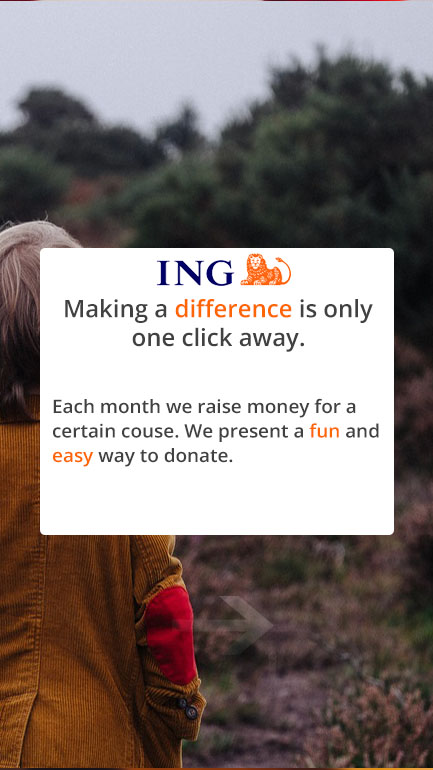 ING
Making a difference is only
one click away.
Each month we raise money for a
certain couse. We present a fun and
easy way to donate.